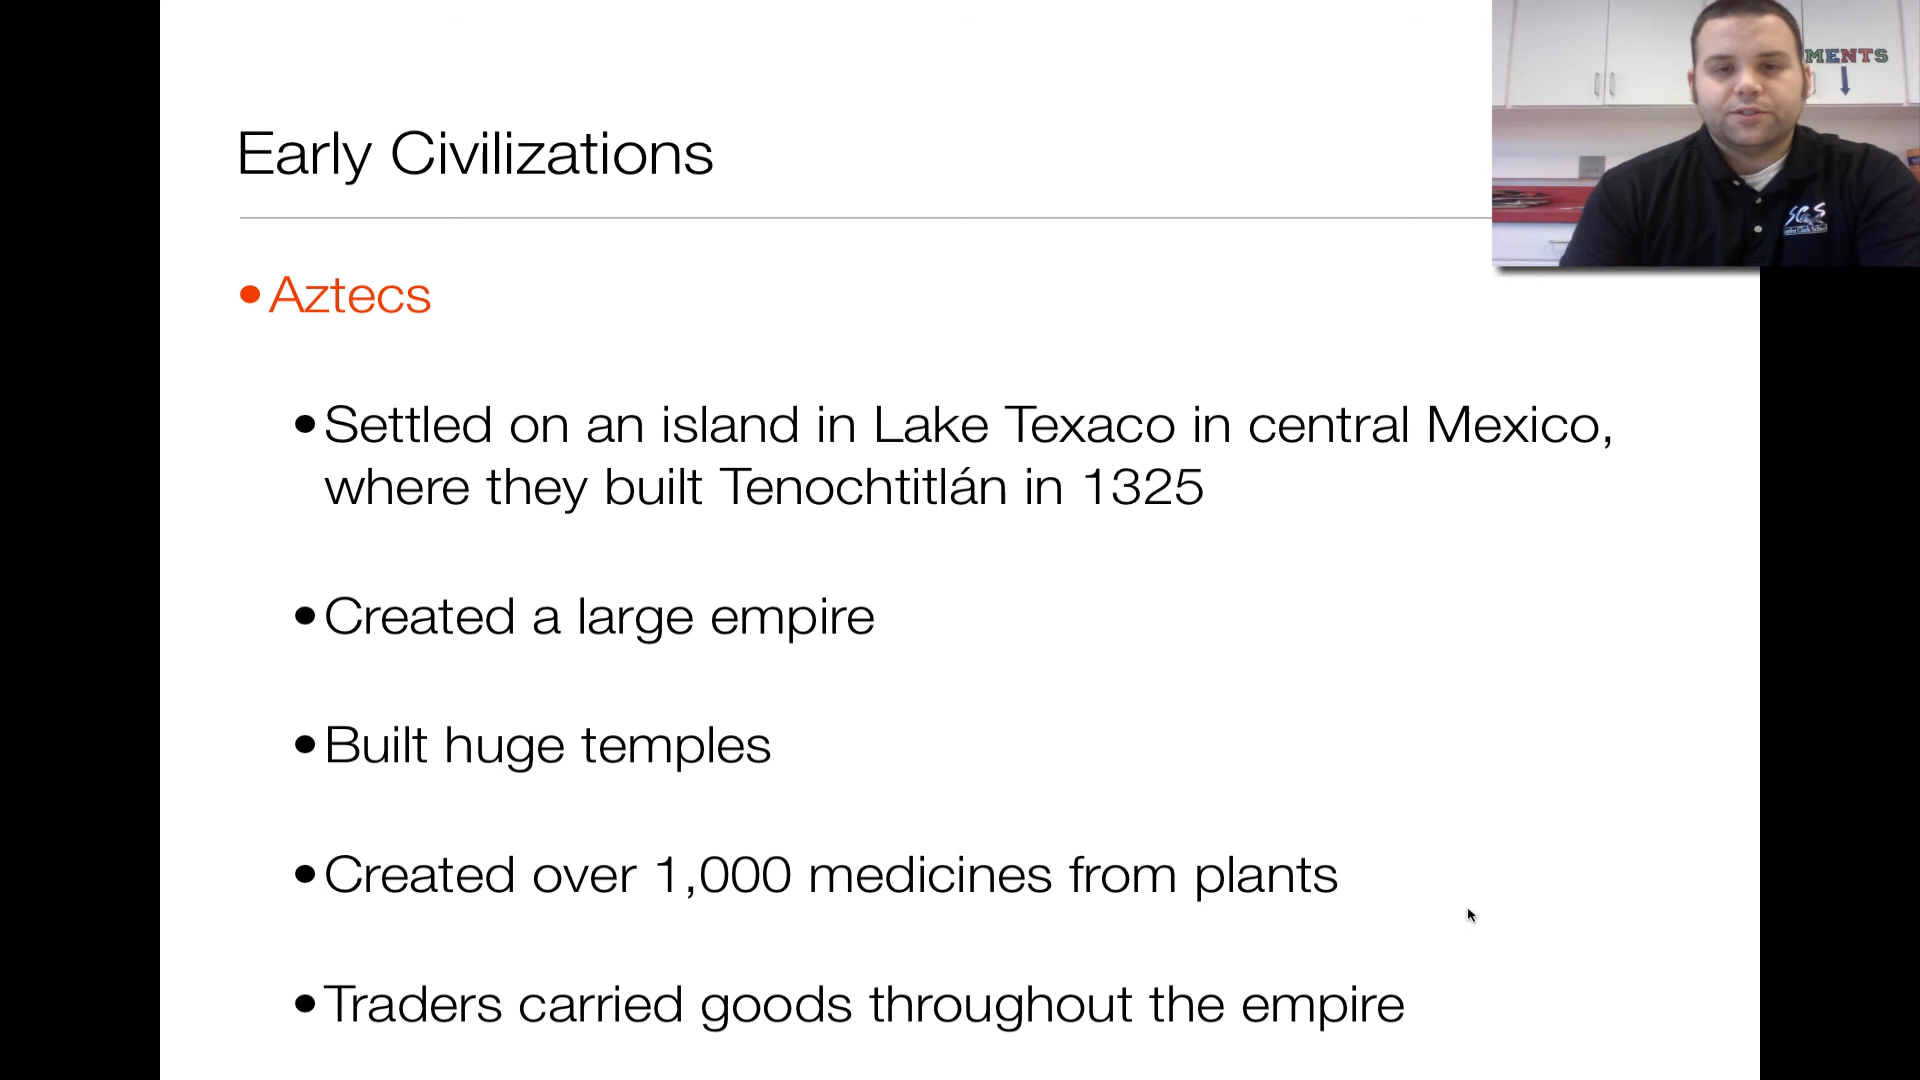 Early Civilizations
MENTS
• Aztecs
• Settled on an island in Lake Texaco in central Mexico,
where they built Tenochtitlán in 1325
• Created a large empire
• Built huge temples
• Created over 1,000 medicines from plants
• Traders carried goods throughout the empire
SCS